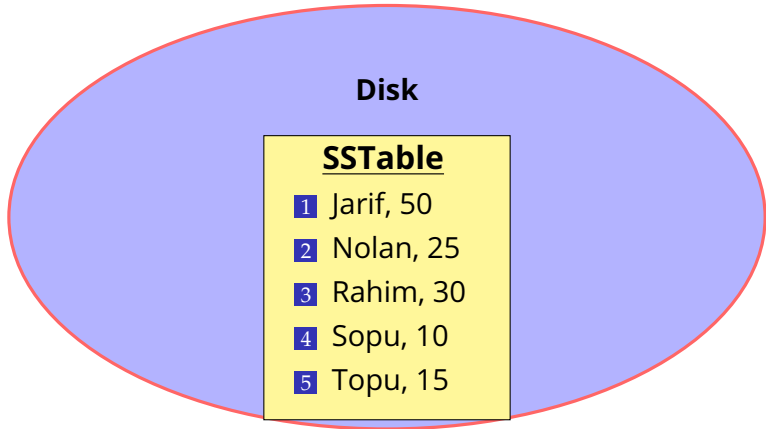 Disk
SSTable
1 Jarif, 50
2 Nolan, 25
3 Rahim, 30
4 Sopu, 10
5 Topu, 15